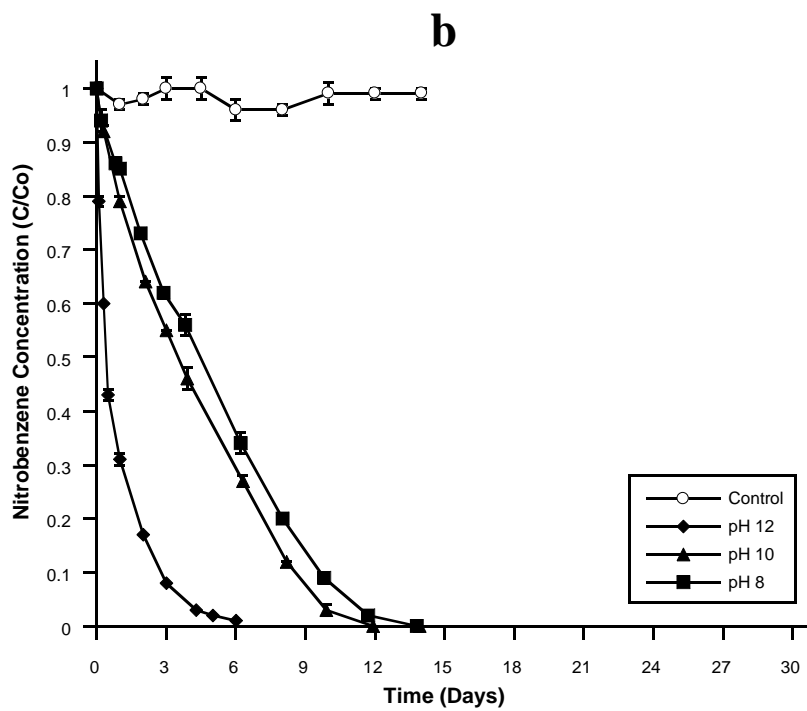 b
Nitrobenzene Concentration (C/Co)
1
0.9
0.8
0.7
0.6
0.5
0.4
0.3
0.2
0.1
0
0 3 6 9 12 15 18 21 24 27 30
Time (Days)
Control
pH 12
pH 10
pH 8